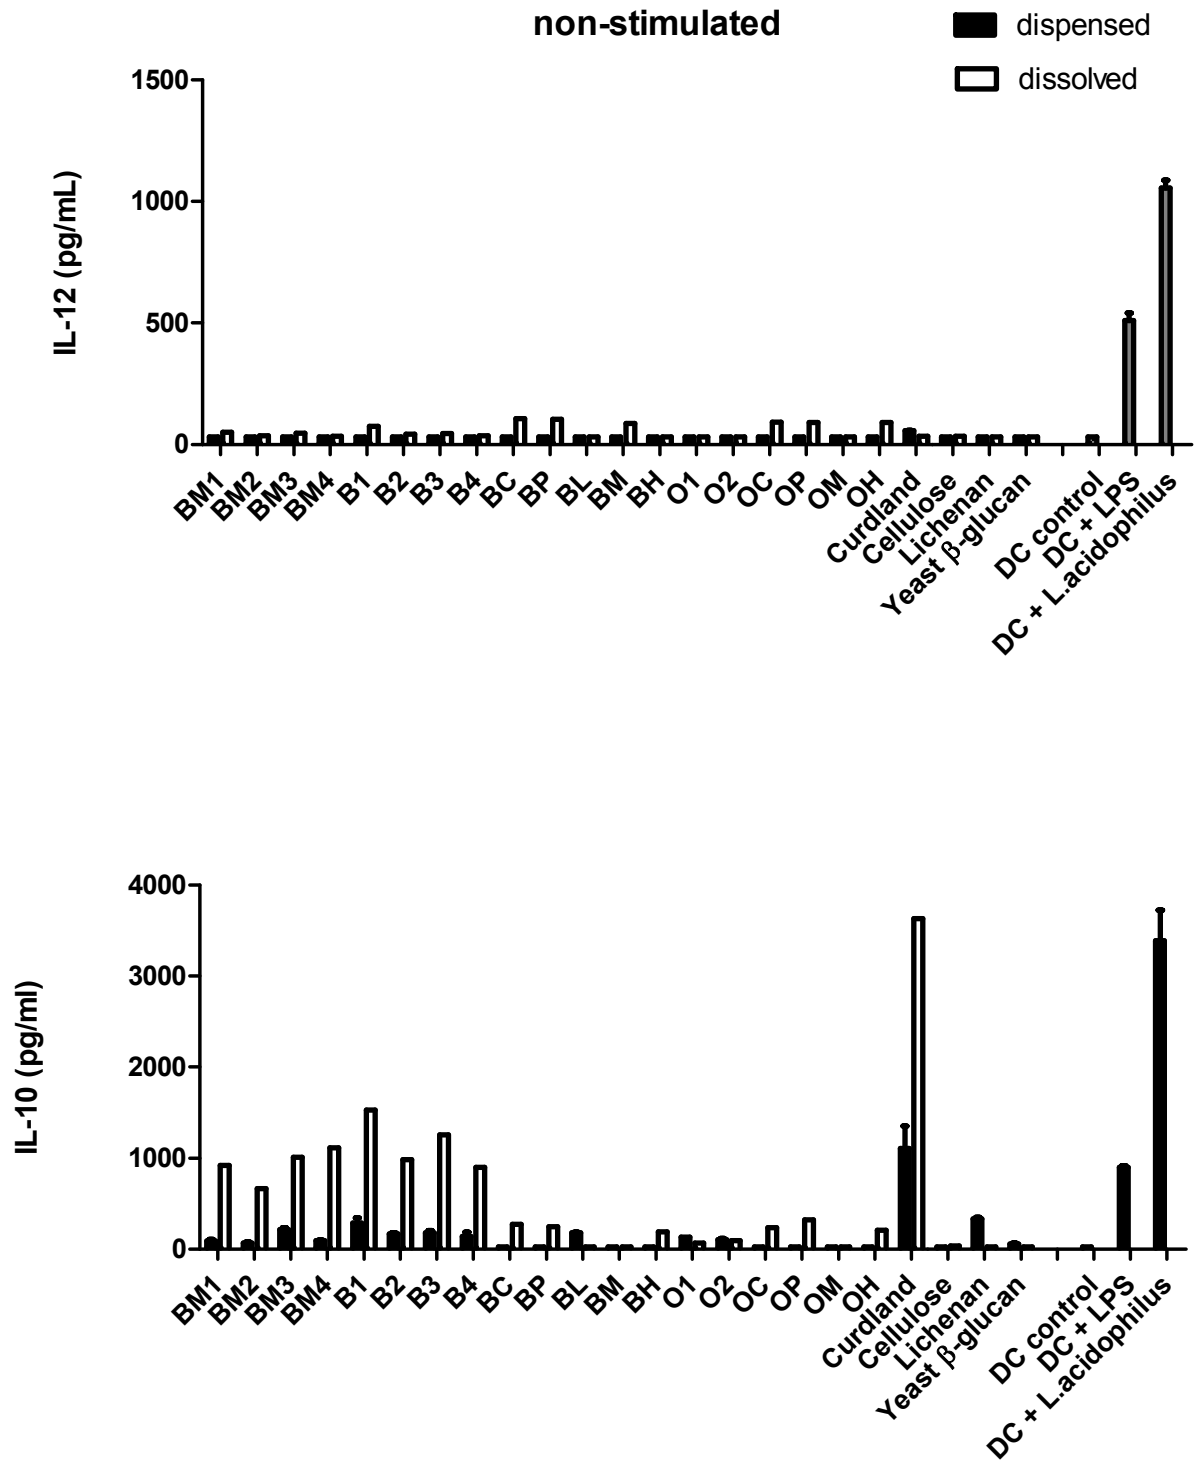 non-stimulated
dispensed
dissolved
IL-12 (pg/mL)
1500
1000
500
0
BM1
BM2
BM3
BM4
B1
B2
B3
B4
BC
BP
BL
BM
BH
O1
O2
OC
OP
OM
OH
Curdland
Cellulose
Lichenan
Yeast β-glucan
DC control
DC + LPS
DC + L.acidophilus
IL-10 (pg/ml)
4000
3000
2000
1000
0
BM1
BM2
BM3
BM4
B1
B2
B3
B4
BC
BP
BL
BM
BH
O1
O2
OC
OP
OM
OH
Curdland
Cellulose
Lichenan
Yeast β-glucan
DC control
DC + LPS
DC + L.acidophilus